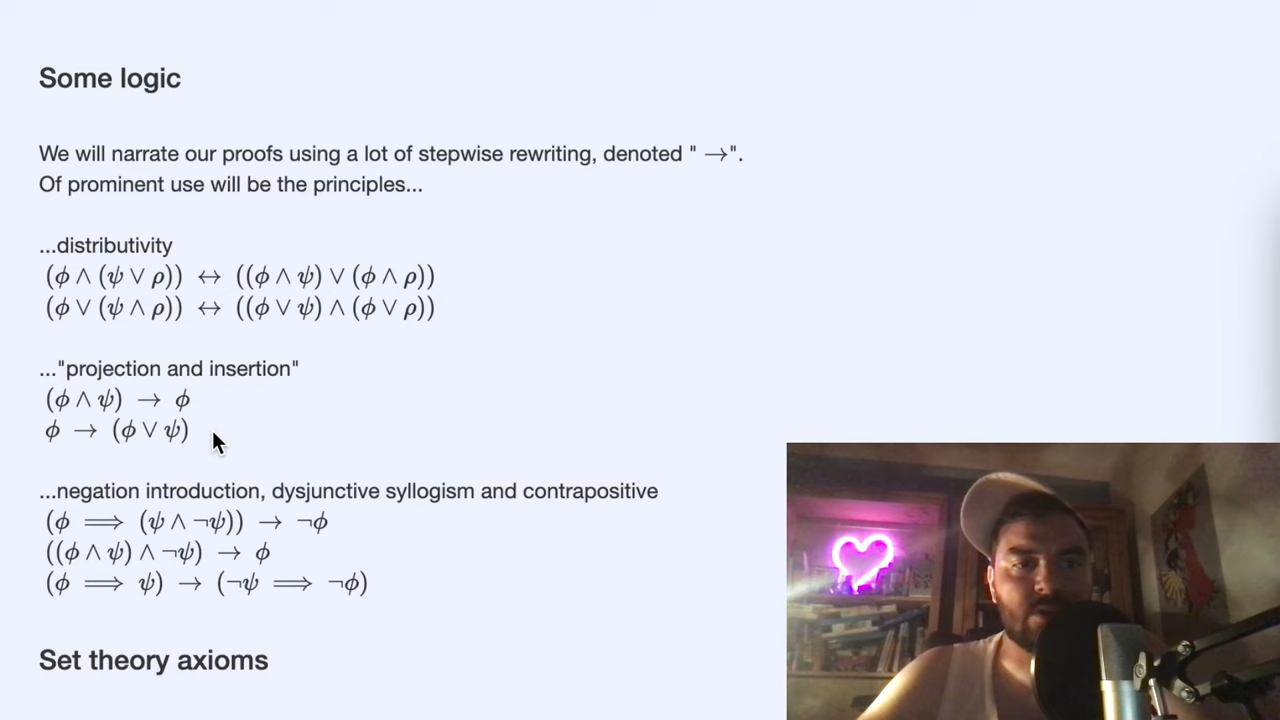 Some logic
We will narrate our proofs using a lot of stepwise rewriting, denoted " →".
Of prominent use will be the principles...
...distributivity
(ϕ ∧ (ψ ∨ ρ)) ↔ ((ϕ ∧ ψ) ∨ (ϕ ∧ ρ))
(ϕ ∨ (ψ ∧ ρ)) ↔ ((ϕ ∨ ψ) ∧ (ϕ ∨ ρ))
..."projection and insertion"
(ϕ ∧ ψ) → ϕ
ϕ → (ϕ ∨ ψ)
...negation introduction, dysjunctive syllogism and contrapositive
(ϕ ⟹ (ψ ∧ ¬ψ)) → ¬ϕ
((ϕ ∧ ψ) ∧ ¬ψ) → ϕ
(ϕ ⟹ ψ) → (¬ψ ⟹ ¬ϕ)
Set theory axioms